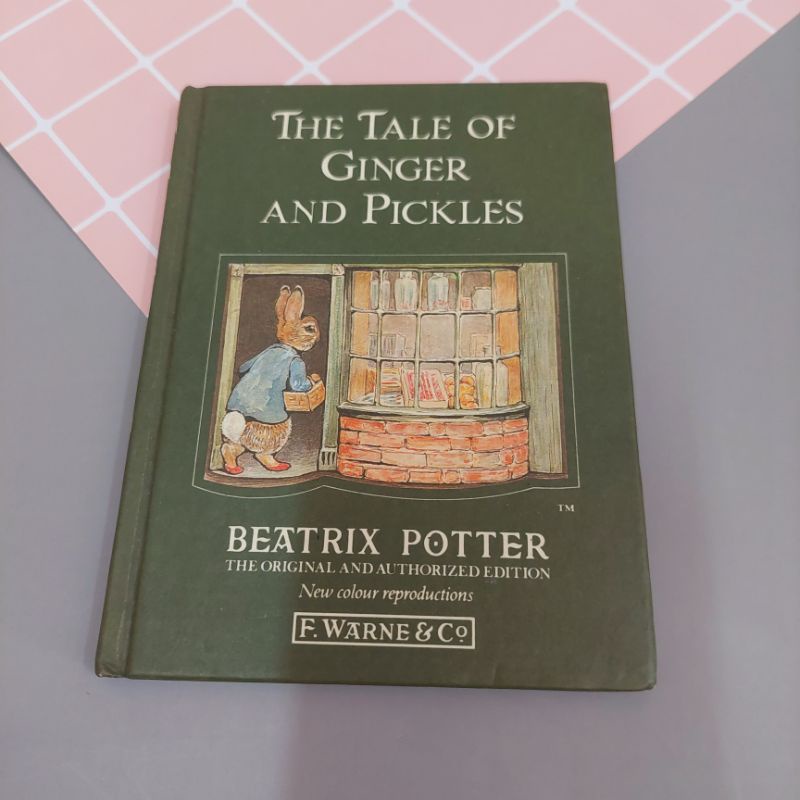 THE TALE OF
GINGER
AND PICKLES
TM
BEATRIX POTTER
THE ORIGINAL AND AUTHORIZED EDITION
New colour reproductions
F. WARNE & Co